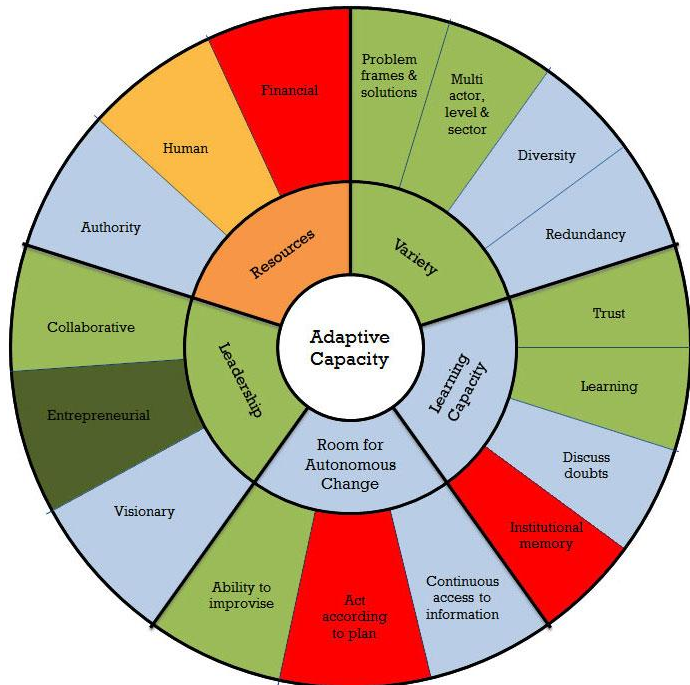 Adaptive
Capacity
Variety
Problem
frames &
solutions
Multi
actor,
level &
sector
Diversity
Redundancy
Learning
Capacity
Trust
Learning
Discuss
doubts
Institutional
memory
Room for
Autonomous
Change
Continuous
access to
information
Act
according
to plan
Ability to
improvise
Leadership
Visionary
Entrepreneurial
Collaborative
Resources
Authority
Human
Financial